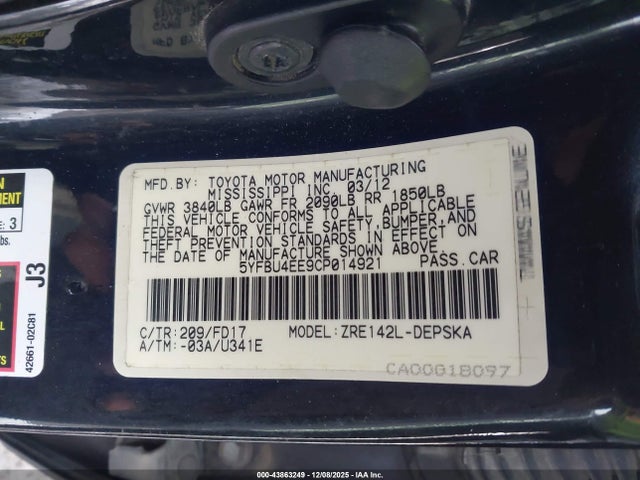 MFD. BY: TOYOTA MOTOR MANUFACTURING
MISSISSIPPI INC 03/12
GVWR 3840LB GAWR FR 2090LB RR 1850LB
THIS VEHICLE CONFORMS TO ALL APPLICABLE
FEDERAL MOTOR VEHICLE SAFETY, BUMPER, AND
THEFT PREVENTION STANDARDS IN EFFECT ON
THE DATE OF MANUFACTURE SHOWN ABOVE
5YFBU4EE9CP014921 PASS. CAR
C/TR: 209/FD17 MODEL: ZRE142L-DEPSKA
A/TM: -03A/U341E
CA00018097
3
J3
42661-02C81
000-43863249 - 12/08/2025 - IAAI, Inc.